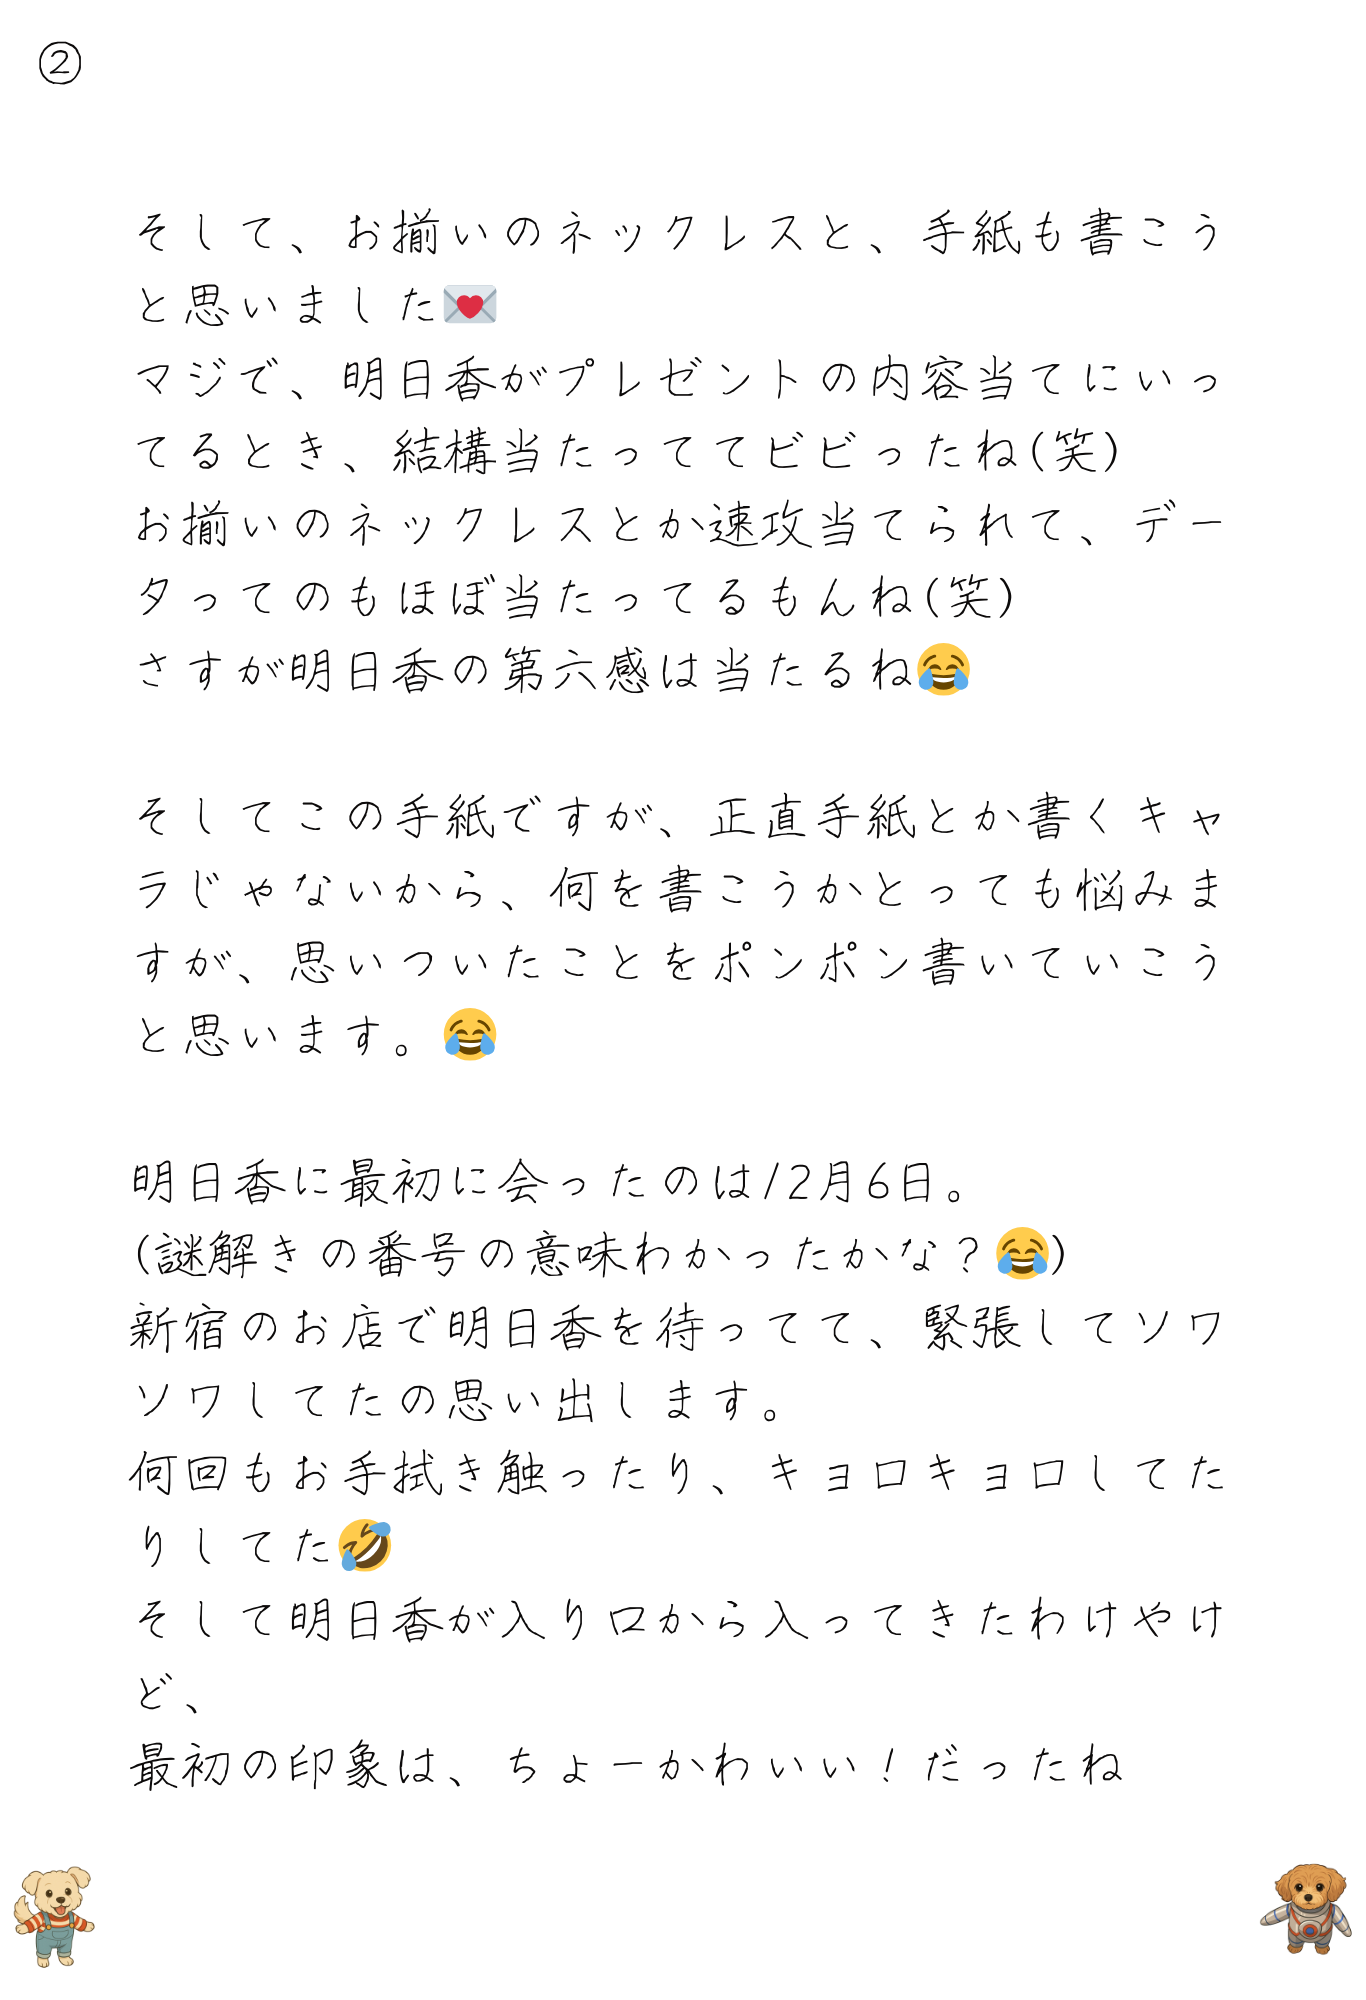 ②
そして、お揃いのネックレスと、手紙も書こう
と思いました💌
マジで、明日香がプレゼントの内容当てにいっ
てるとき、結構当たっててビビったね(笑)
お揃いのネックレスとか速攻当てられて、デー
タってのもほぼ当たってるもんね(笑)
さすが明日香の第六感は当たるね😂
そしてこの手紙ですが、正直手紙とか書くキャ
ラじゃないから、何を書こうかとっても悩みま
すが、思いついたことをポンポン書いていこう
と思います。😂
明日香に最初に会ったのは12月6日。
(謎解きの番号の意味わかったかな？😂)
新宿のお店で明日香を待ってて、緊張してソワ
ソワしてたの思い出します。
何回もお手拭き触ったり、キョロキョロしてた
りしてた🤣
そして明日香が入り口から入ってきたわけやけ
ど、
最初の印象は、ちょーかわいい！だったね